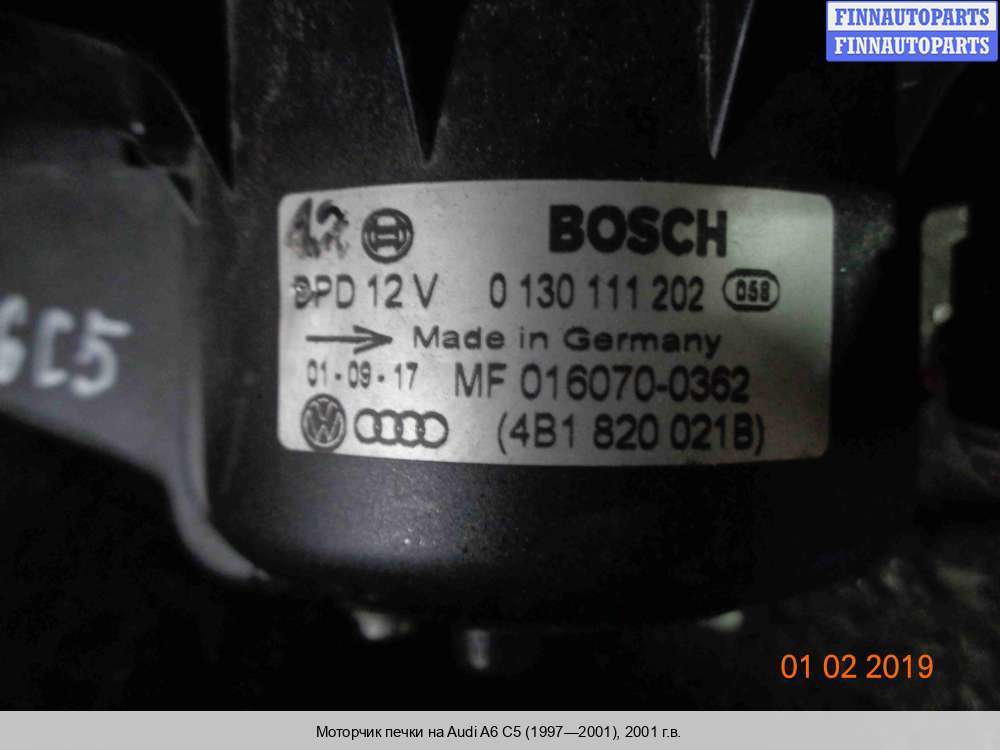 FINNAUTOPARTS
FINNAUTOPARTS
BOSCH
DPD 12 V 0 130 111 202 058
Made in Germany
01-09-17 MF 016070-0362
(4B1 820 021B)
6C5
01 02 2019
Моторчик печки на Audi A6 C5 (1997—2001), 2001 г.в.